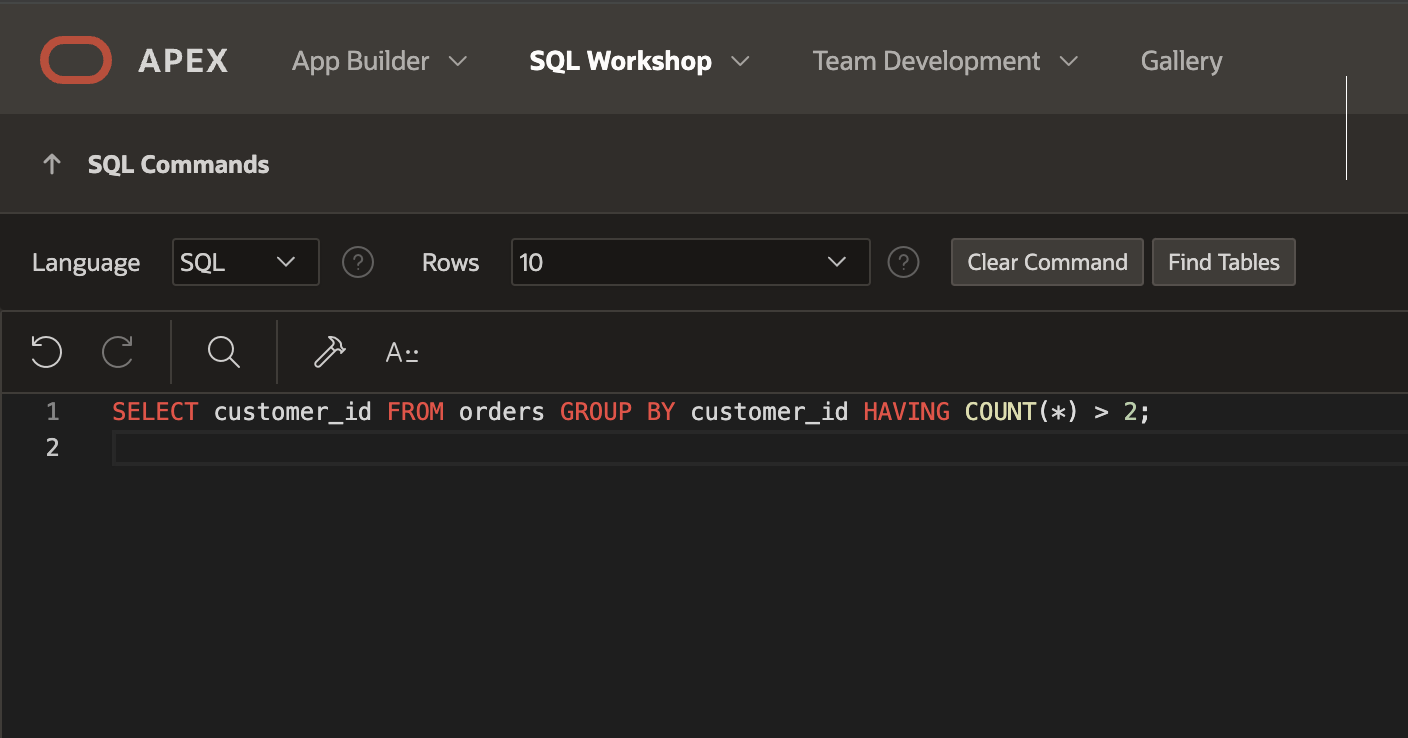 APEX App Builder SQL Workshop Team Development Gallery
SQL Commands
Language SQL ? Rows 10 ? Clear Command Find Tables
A
1 SELECT customer_id FROM orders GROUP BY customer_id HAVING COUNT(*) > 2;
2